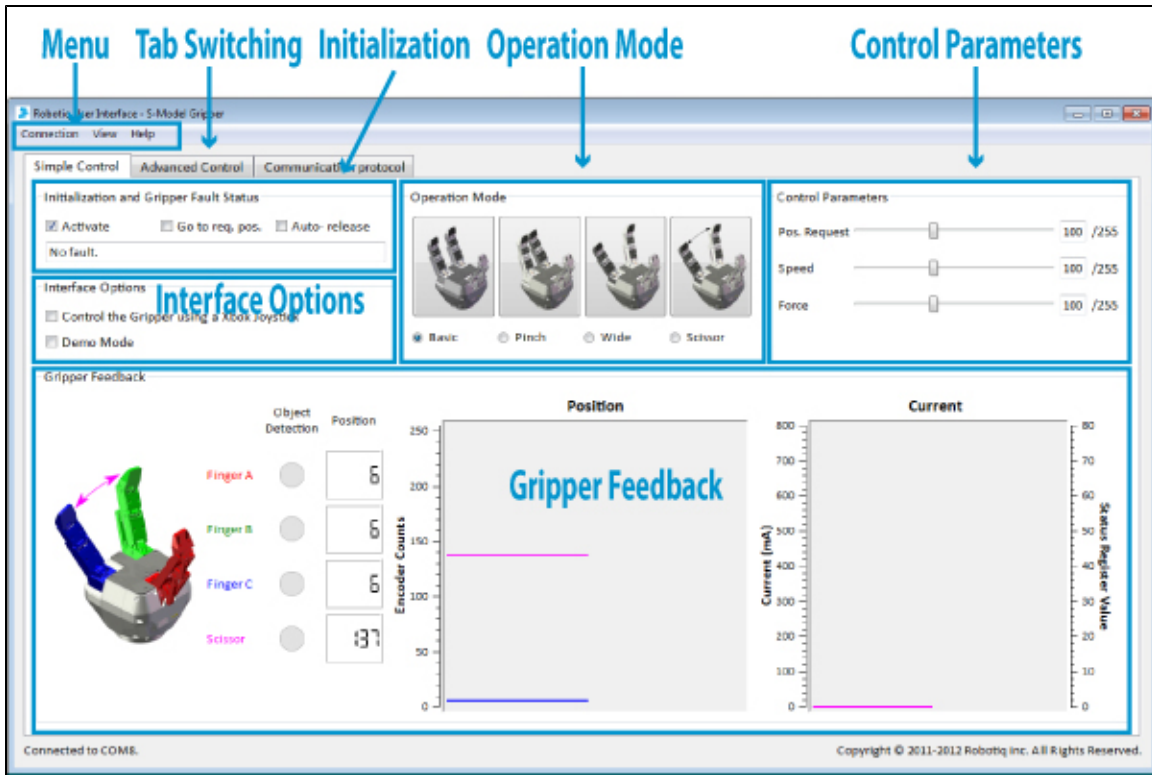 Menu Tab Switching Initialization Operation Mode Control Parameters
Robotiq User Interface - S-Model Gripper
Connection View Help
Simple Control Advanced Control Communication protocol
Initialization and Gripper Fault Status
Activate Go to req. pos. Auto- release
No fault.
Interface Options
Interface Options
Control the Gripper using a Xbox Joystick
Demo Mode
Operation Mode
Basic Pinch Wide Scissor
Control Parameters
Pos. Request 100 /255
Speed 100 /255
Force 100 /255
Gripper Feedback
Object Detection Position
Finger A 6
Finger B 6
Finger C 6
Scissor 137
Position
Encoder Counts
250
200
150
100
50
0
Gripper Feedback
Current
Current (mA)
800
700
600
500
400
300
200
100
0
80
70
60
50
40
30
20
10
0
Status Register Value
Connected to COM8.
Copyright © 2011-2012 Robotiq inc. All Rights Reserved.